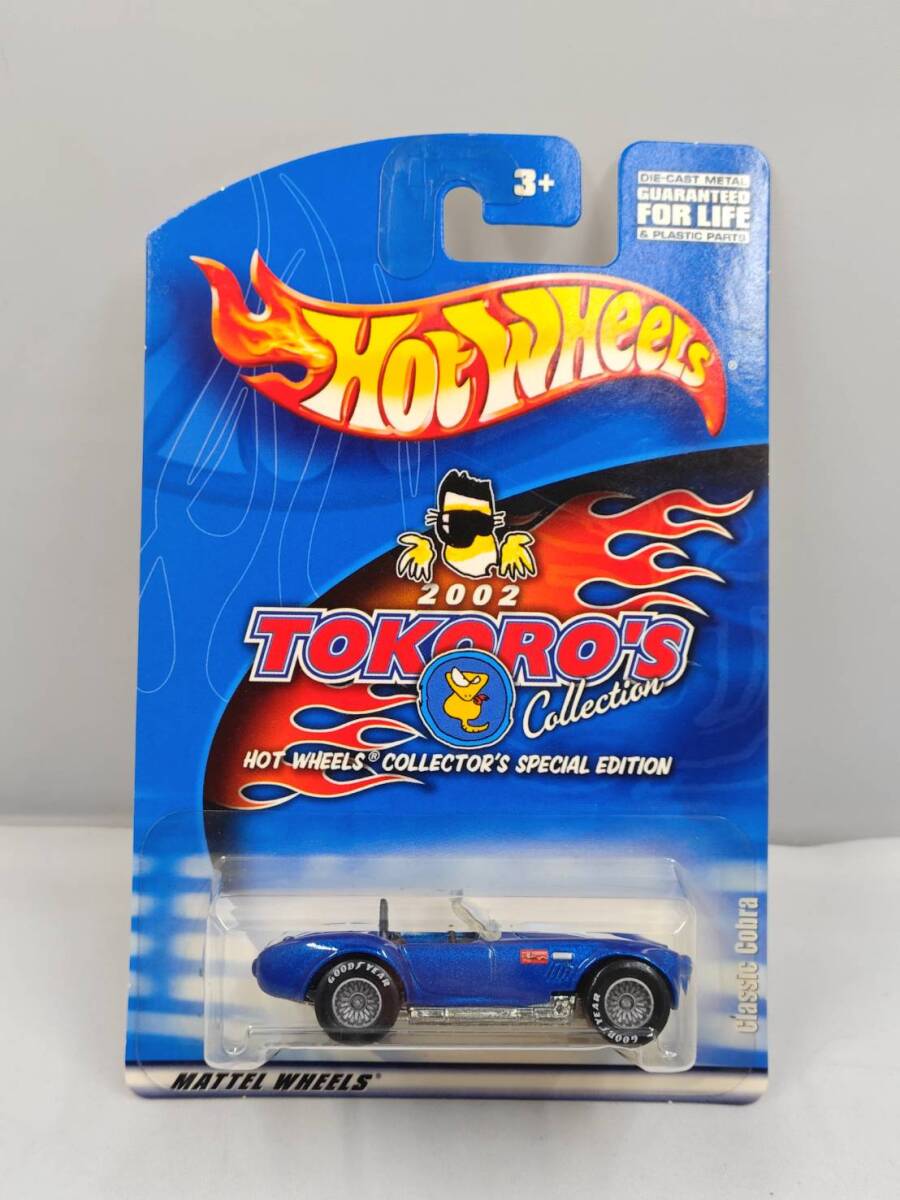 3+
DIE-CAST METAL
GUARANTEED
FOR LIFE
& PLASTIC PARTS
HOT WHEELS®
2002
TOKORO'S
Collection
HOT WHEELS® COLLECTOR'S SPECIAL EDITION
Classic Cobra
GOODYEAR
GOODYEAR
MATTEL WHEELS®